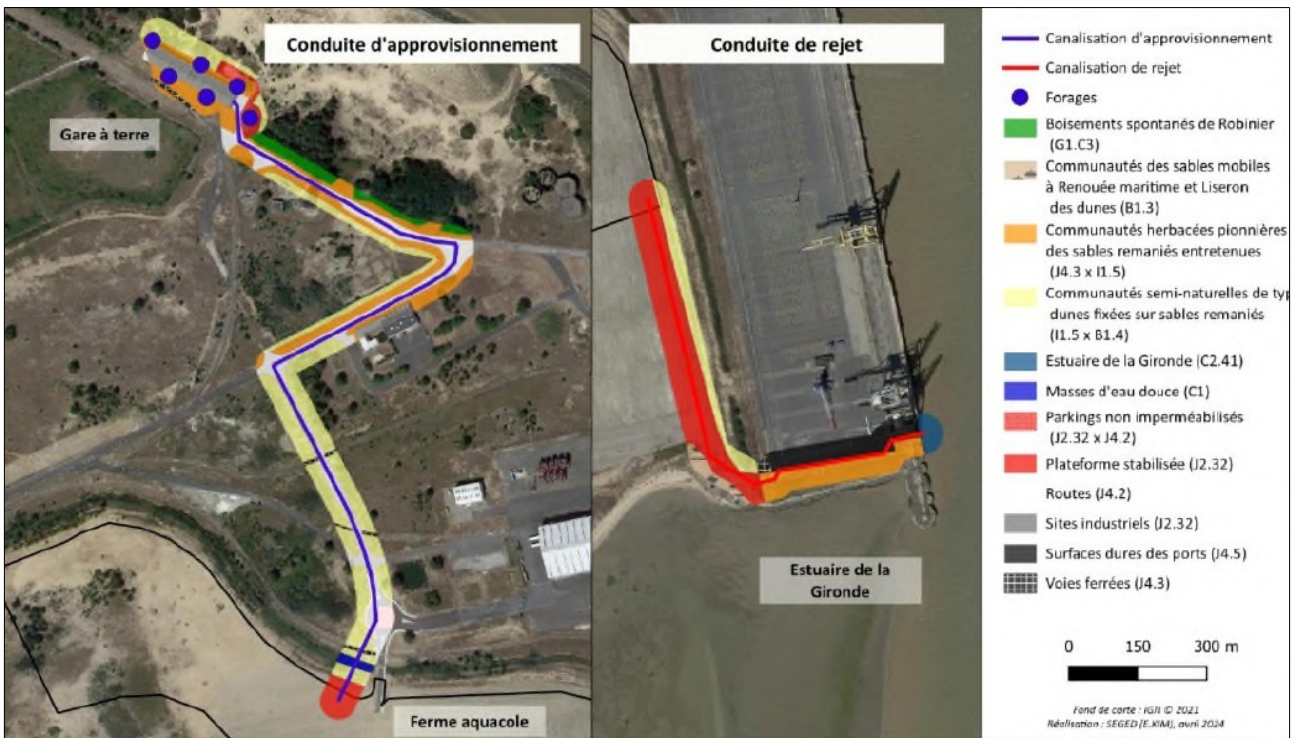 Conduite d'approvisionnement
Gare à terre
Ferme aquacole
Conduite de rejet
Estuaire de la
Gironde
Canalisation d'approvisionnement
Canalisation de rejet
Forages
Boisements spontanés de Robinier
(G1.C3)
Communautés des sables mobiles
à Renouée maritime et Liseron
des dunes (B1.3)
Communautés herbacées pionnières
des sables remaniés entretenues
(J4.3 x I1.5)
Communautés semi-naturelles de typ
dunes fixées sur sables remaniés
(I1.5 x B1.4)
Estuaire de la Gironde (C2.41)
Masses d'eau douce (C1)
Parkings non imperméabilisés
(J2.32 x J4.2)
Plateforme stabilisée (J2.32)
Routes (J4.2)
Sites industriels (J2.32)
Surfaces dures des ports (J4.5)
Voies ferrées (J4.3)
0 150 300 m
Fond de carte : IGN © 2021
Réalisation : SEGED (E.KIM), avril 2024